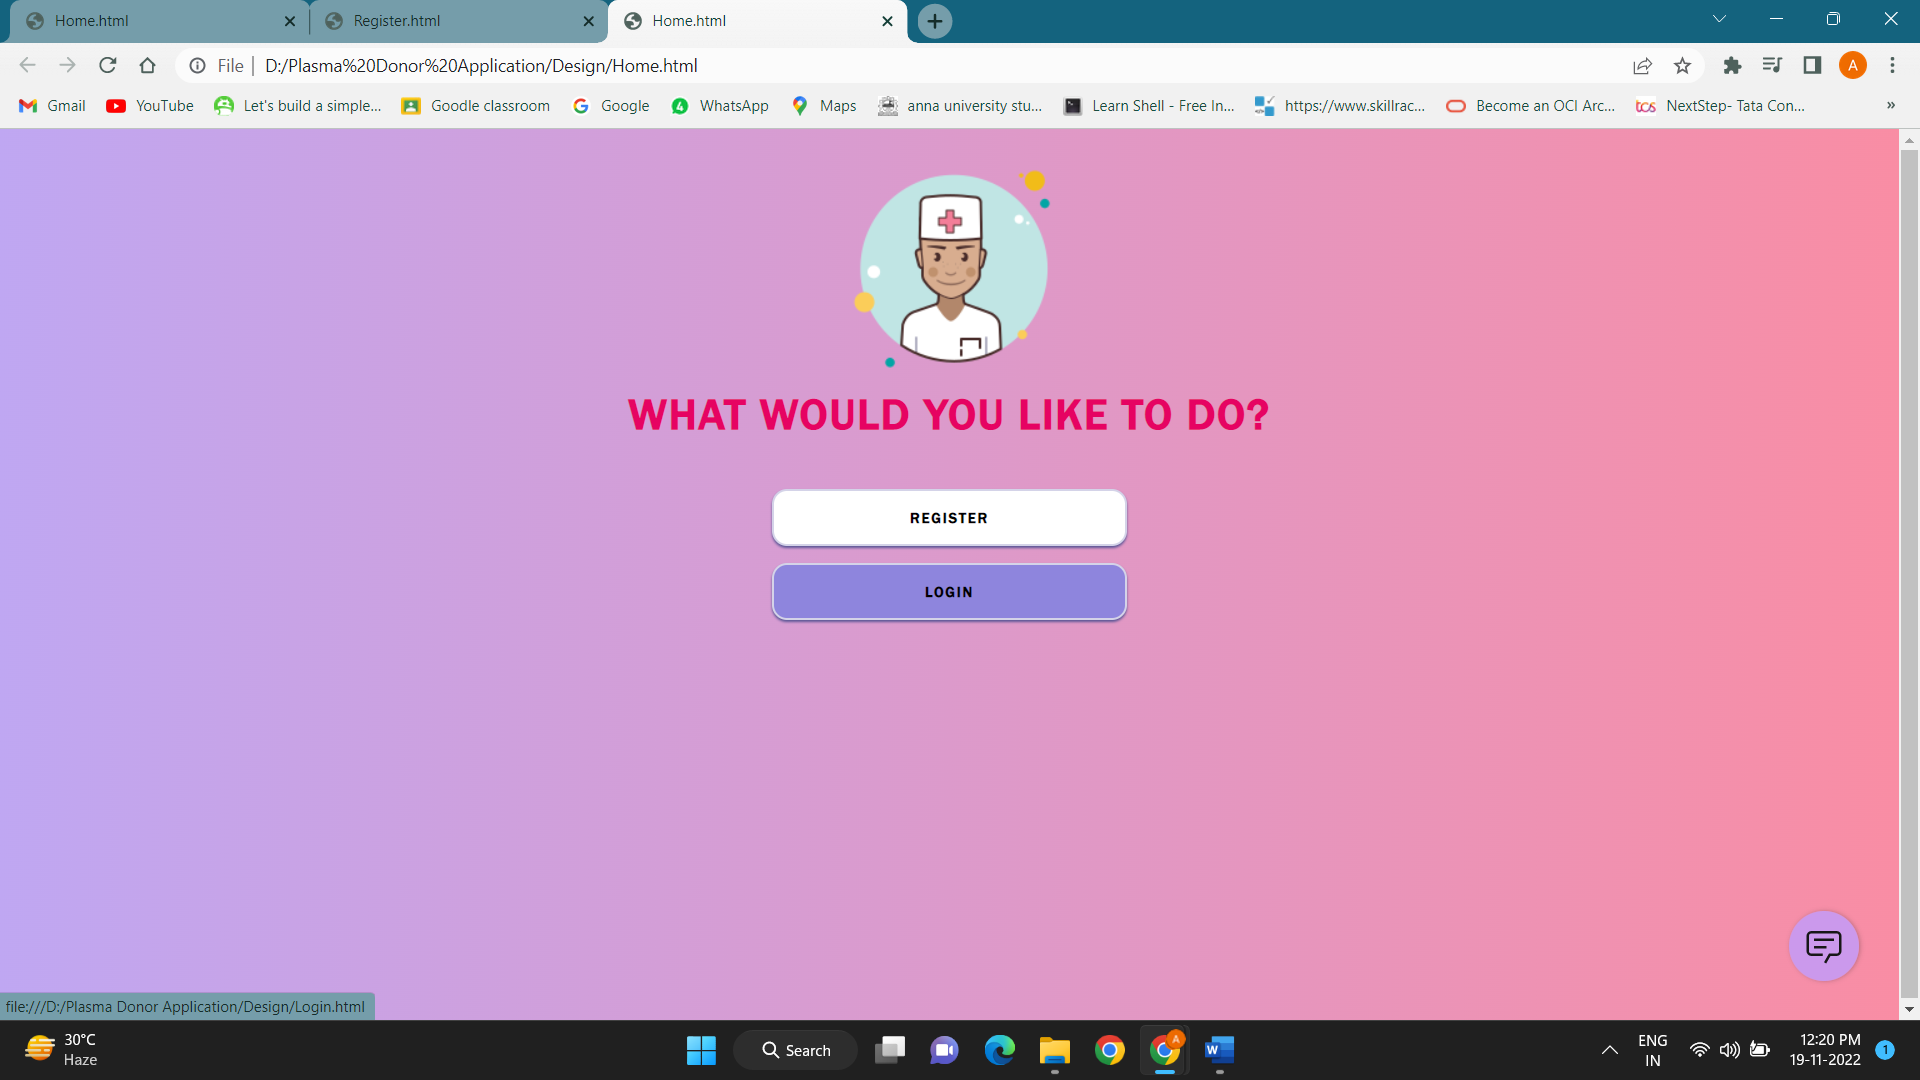 Home.html
Register.html
Home.html
File | D:/Plasma%20Donor%20Application/Design/Home.html
A
Gmail
YouTube
Let's build a simple...
Goodle classroom
Google
WhatsApp
Maps
anna university stu...
Learn Shell - Free In...
https://www.skillrac...
Become an OCI Arc...
tcs
NextStep- Tata Con...
»
WHAT WOULD YOU LIKE TO DO?
REGISTER
LOGIN
file:///D:/Plasma Donor Application/Design/Login.html
30°C
Haze
Search
A
W
ENG
IN
12:20 PM
19-11-2022
1